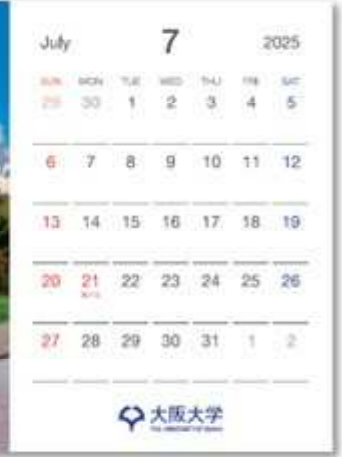 July 7 2025
SUN MON TUE WED THU FRI SAT
29 30 1 2 3 4 5
6 7 8 9 10 11 12
13 14 15 16 17 18 19
20 21 22 23 24 25 26
27 28 29 30 31 1 2
大阪大学